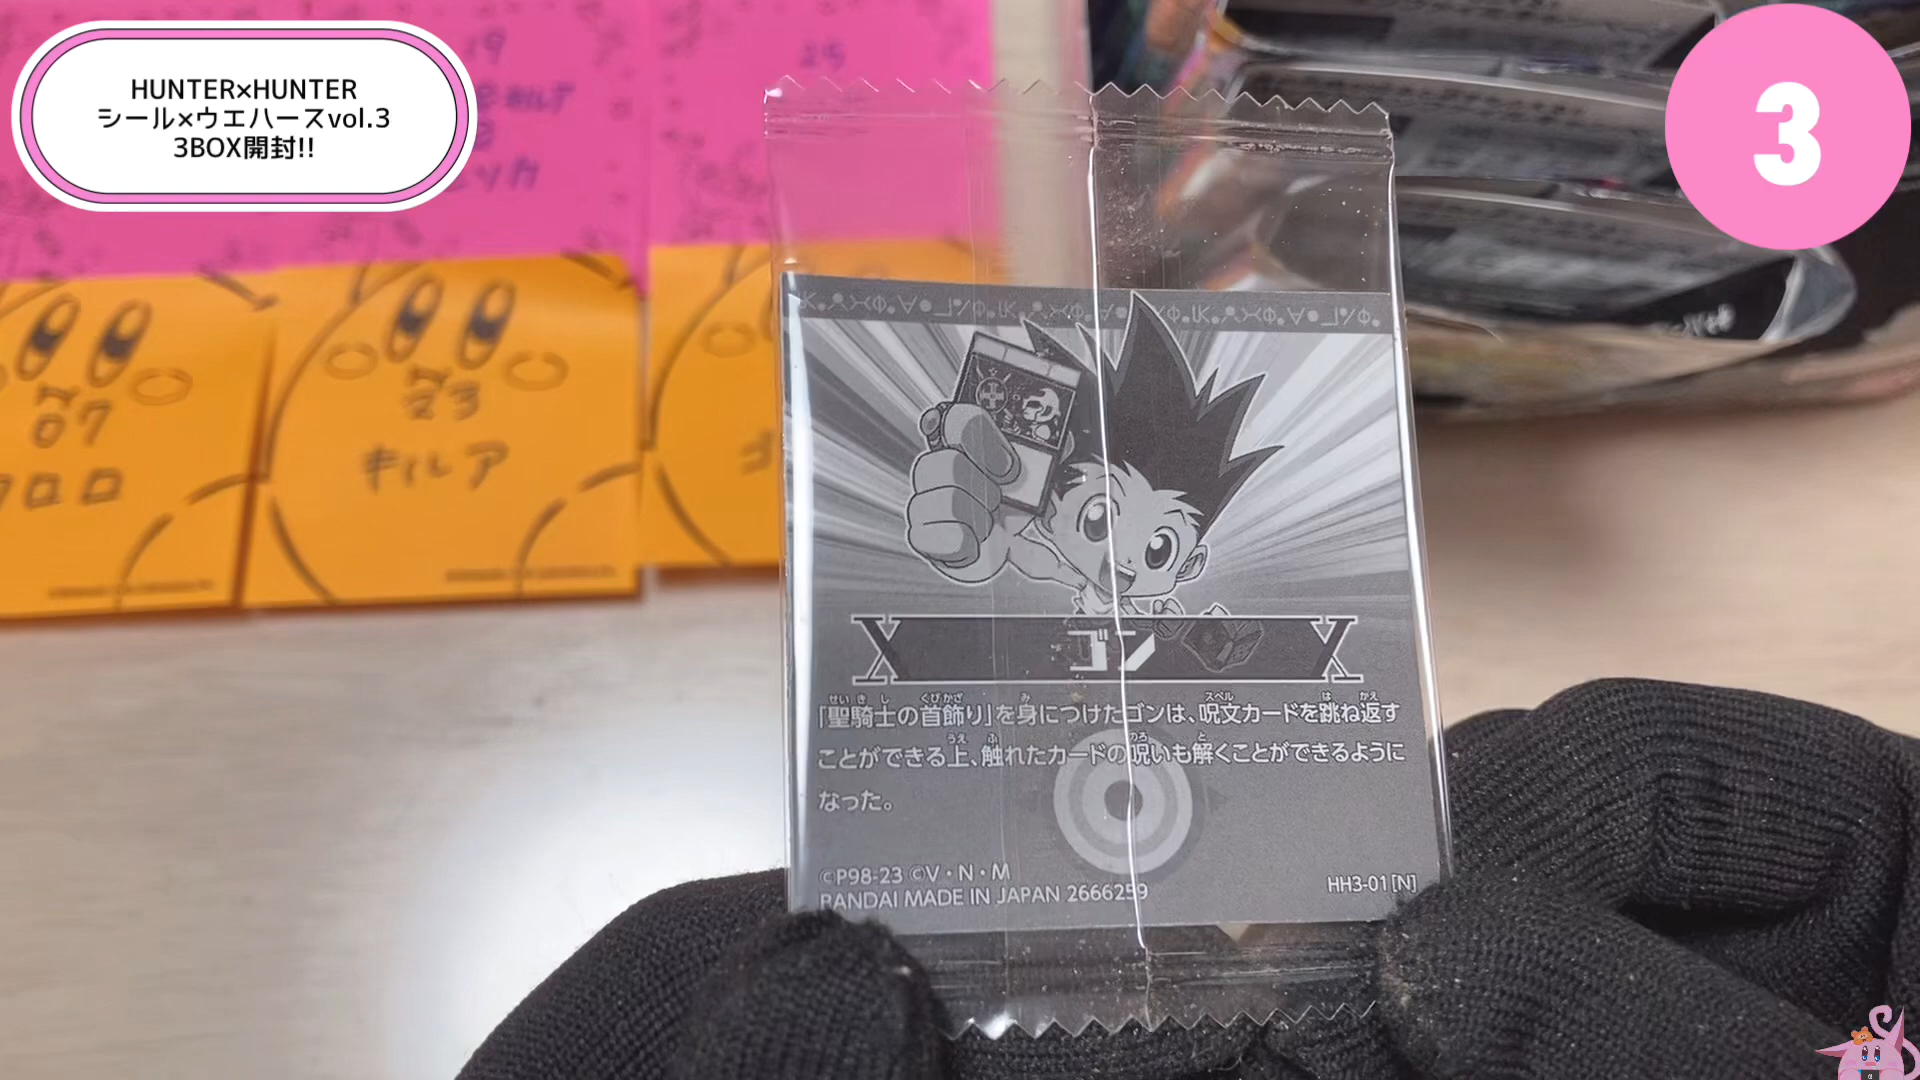 HUNTER×HUNTER
シール×ウエハースvol.3
3BOX開封!!
3
19
25
07
23
キルア
ゴン
「聖騎士の首飾り」を身につけたゴンは、呪文カードを跳ね返す
ことができる上、触れたカードの呪いも解くことができるように
なった。
©P98-23 ©V・N・M
BANDAI MADE IN JAPAN 2666259
HH3-01[N]